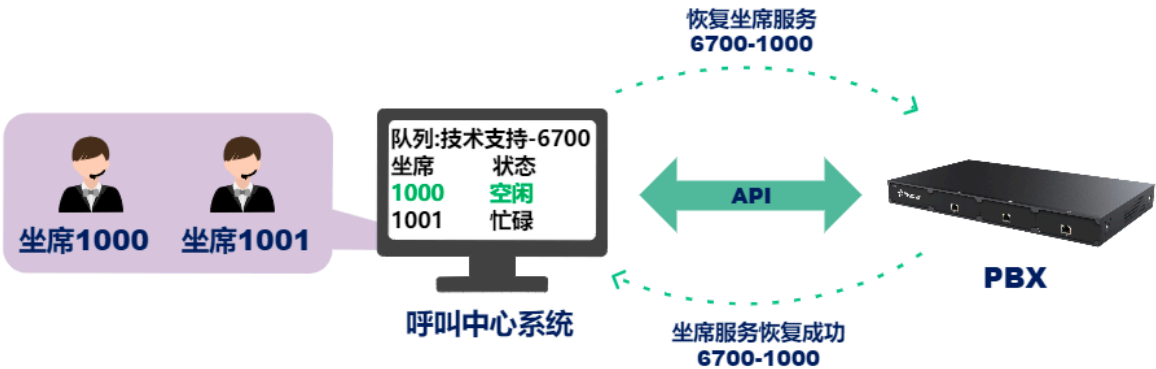 恢复坐席服务
6700-1000
队列:技术支持-6700
坐席 状态
1000 空闲
1001 忙碌
坐席1000 坐席1001
API
PBX
呼叫中心系统
坐席服务恢复成功
6700-1000